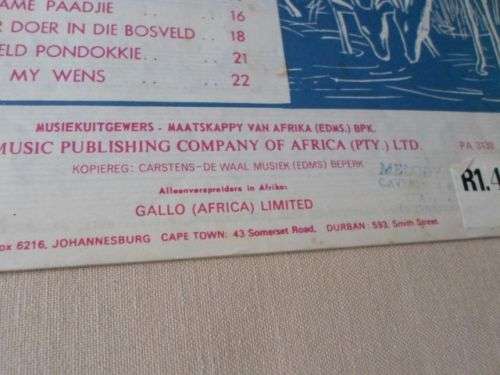 AME PAADJIE 16
R DOER IN DIE BOSVELD .. 18
ELD PONDOKKIE .. 21
MY WENS .. .. 22
MUSIEKUITGEWERS - MAATSKAPPY VAN AFRIKA (EDMS.) BPK.
MUSIC PUBLISHING COMPANY OF AFRICA (PTY.) LTD.
PA 3138
KOPIEREG: CARSTENS-DE WAAL MUSIEK (EDMS) BEPERK
R1.4
Alleenverspreiders in Afrika:
GALLO (AFRICA) LIMITED
ox 6216, JOHANNESBURG CAPE TOWN: 43 Somerset Road, DURBAN: 593, Smith Street.